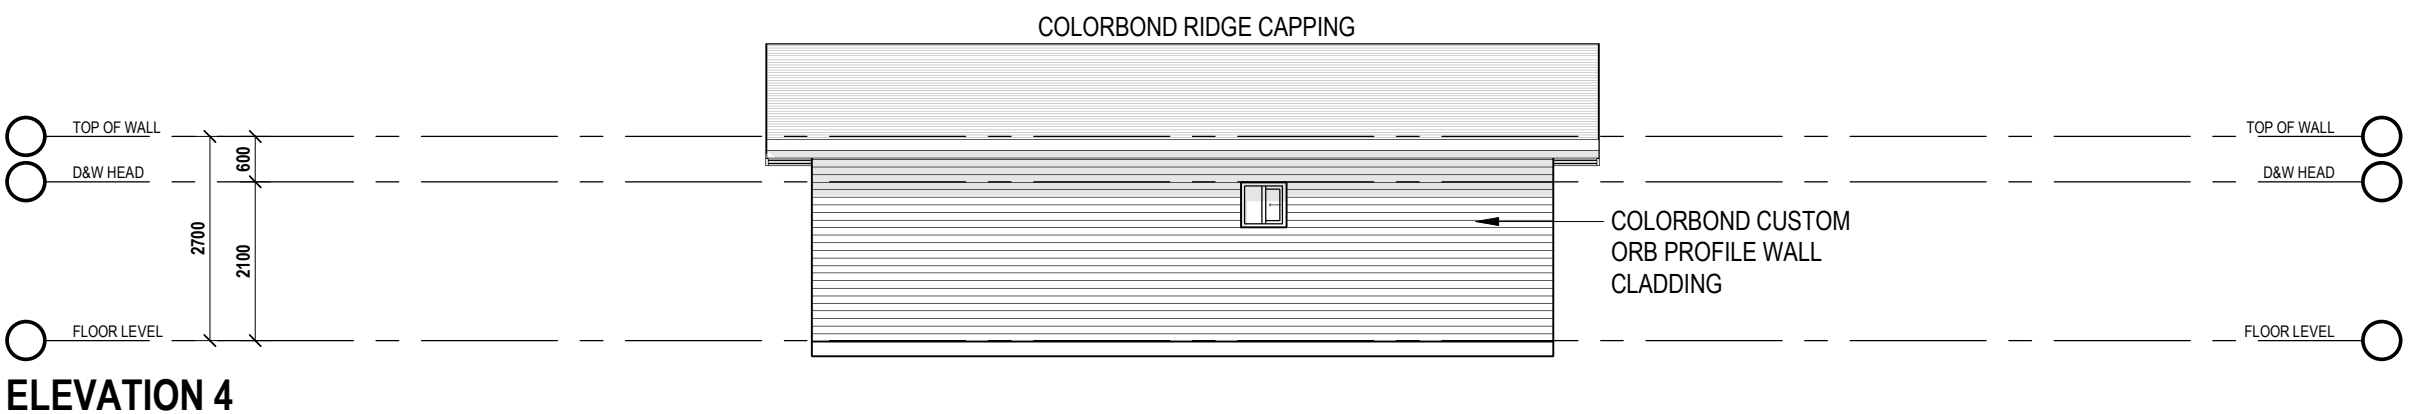 COLORBOND RIDGE CAPPING
TOP OF WALL
TOP OF WALL
600
D&W HEAD
D&W HEAD
2700
2100
COLORBOND CUSTOM
ORB PROFILE WALL
CLADDING
FLOOR LEVEL
FLOOR LEVEL
ELEVATION 4